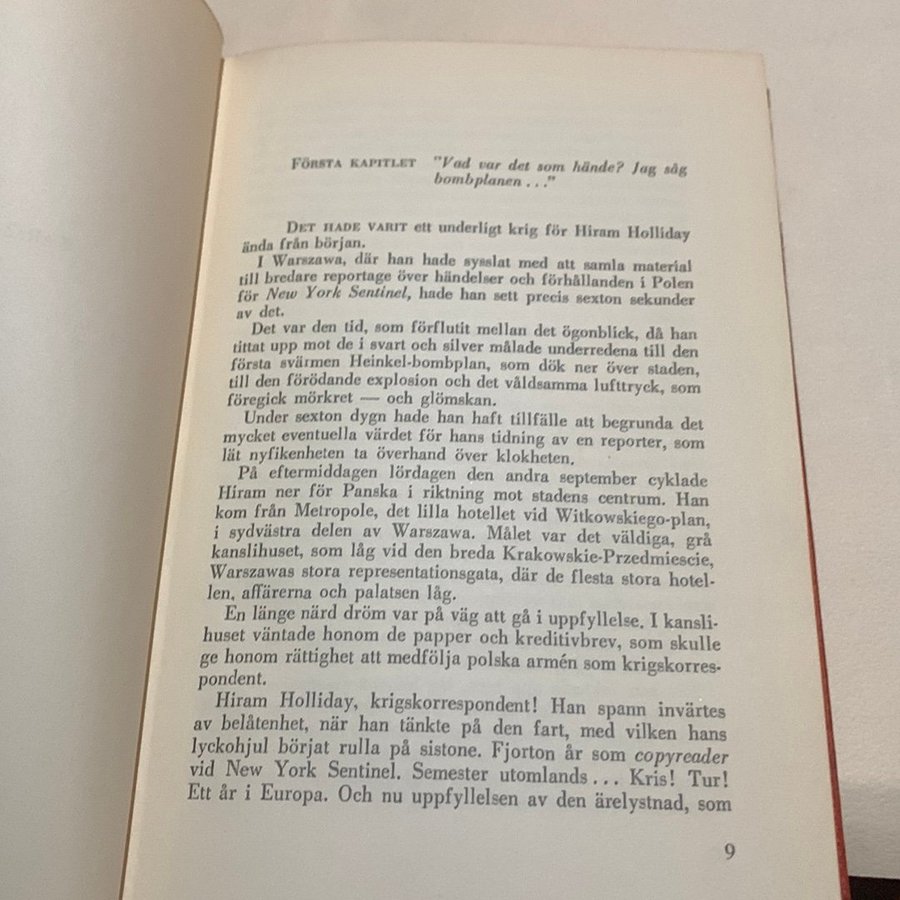 FÖRSTA KAPITLET "Vad var det som hände? Jag såg
bombplanen . . ."
DET HADE VARIT ett underligt krig för Hiram Holliday
ända från början.
I Warszawa, där han hade sysslat med att samla material
till bredare reportage över händelser och förhållanden i Polen
för New York Sentinel, hade han sett precis sexton sekunder
av det.
Det var den tid, som förflutit mellan det ögonblick, då han
tittat upp mot de i svart och silver målade underredena till den
första svärmen Heinkel-bombplan, som dök ner över staden,
till den förödande explosion och det våldsamma lufttryck, som
föregick mörkret — och glömskan.
Under sexton dygn hade han haft tillfälle att begrunda det
mycket eventuella värdet för hans tidning av en reporter, som
lät nyfikenheten ta överhand över klokheten.
På eftermiddagen lördagen den andra september cyklade
Hiram ner för Panska i riktning mot stadens centrum. Han
kom från Metropole, det lilla hotellet vid Witkowskiego-plan,
i sydvästra delen av Warszawa. Målet var det väldiga, grå
kanslihuset, som låg vid den breda Krakowskie-Przedmiescie,
Warszawas stora representationsgata, där de flesta stora hotel-
len, affärerna och palatsen låg.
En länge närd dröm var på väg att gå i uppfyllelse. I kansli-
huset väntade honom de papper och kreditivbrev, som skulle
ge honom rättighet att medfölja polska armén som krigskorres-
pondent.
Hiram Holliday, krigskorrespondent! Han spann invärtes
av belåtenhet, när han tänkte på den fart, med vilken hans
lyckohjul börjat rulla på sistone. Fjorton år som copyreader
vid New York Sentinel. Semester utomlands . . . Kris! Tur!
Ett år i Europa. Och nu uppfyllelsen av den ärelystnad, som
9